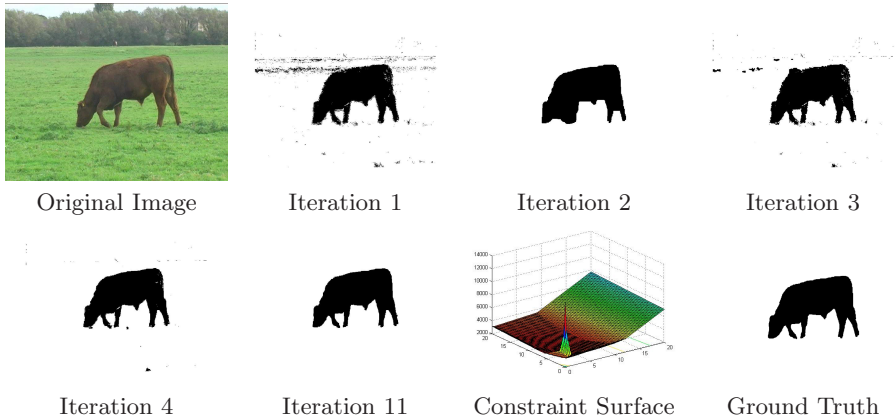 Original Image
Iteration 1
Iteration 2
Iteration 3
14000
12000
10000
8000
6000
4000
2000
20
15
10
5
0
0
5
10
15
20
Iteration 4
Iteration 11
Constraint Surface
Ground Truth